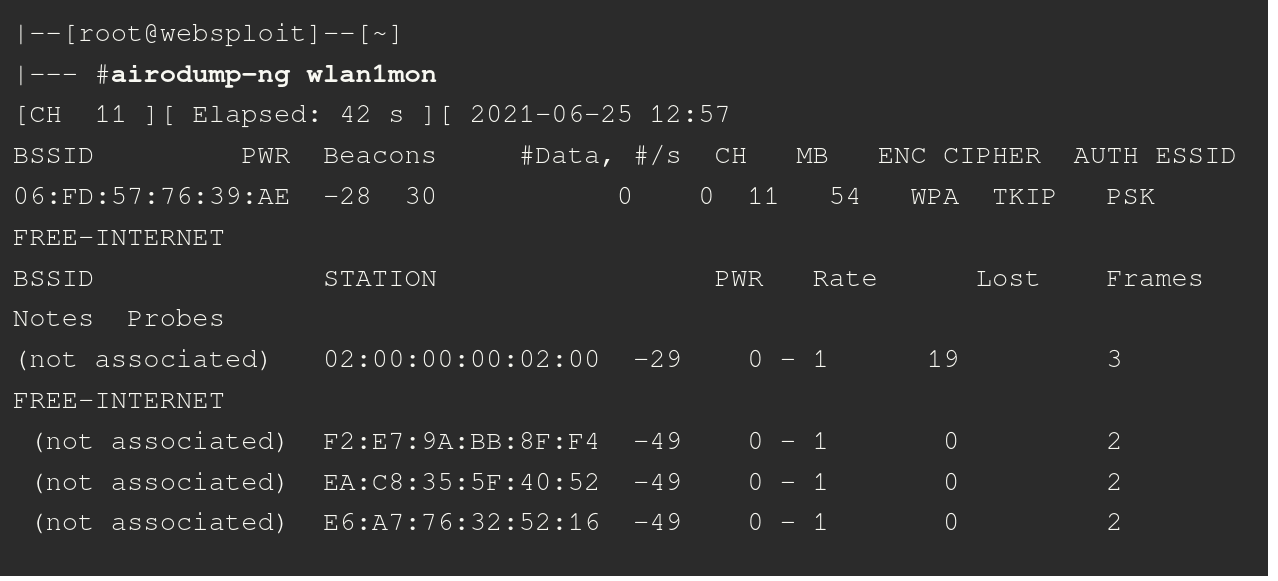 |--[root@websploit]--[~]
|--- #airodump-ng wlan1mon
[CH  11 ][ Elapsed: 42 s ][ 2021-06-25 12:57
BSSID         PWR  Beacons     #Data, #/s  CH   MB   ENC CIPHER  AUTH ESSID
06:FD:57:76:39:AE  -28  30           0    0  11   54   WPA  TKIP   PSK
FREE-INTERNET
BSSID              STATION                 PWR   Rate      Lost    Frames
Notes  Probes
(not associated)   02:00:00:00:02:00  -29    0 - 1      19         3
FREE-INTERNET
 (not associated)  F2:E7:9A:BB:8F:F4  -49    0 - 1       0         2
 (not associated)  EA:C8:35:5F:40:52  -49    0 - 1       0         2
 (not associated)  E6:A7:76:32:52:16  -49    0 - 1       0         2